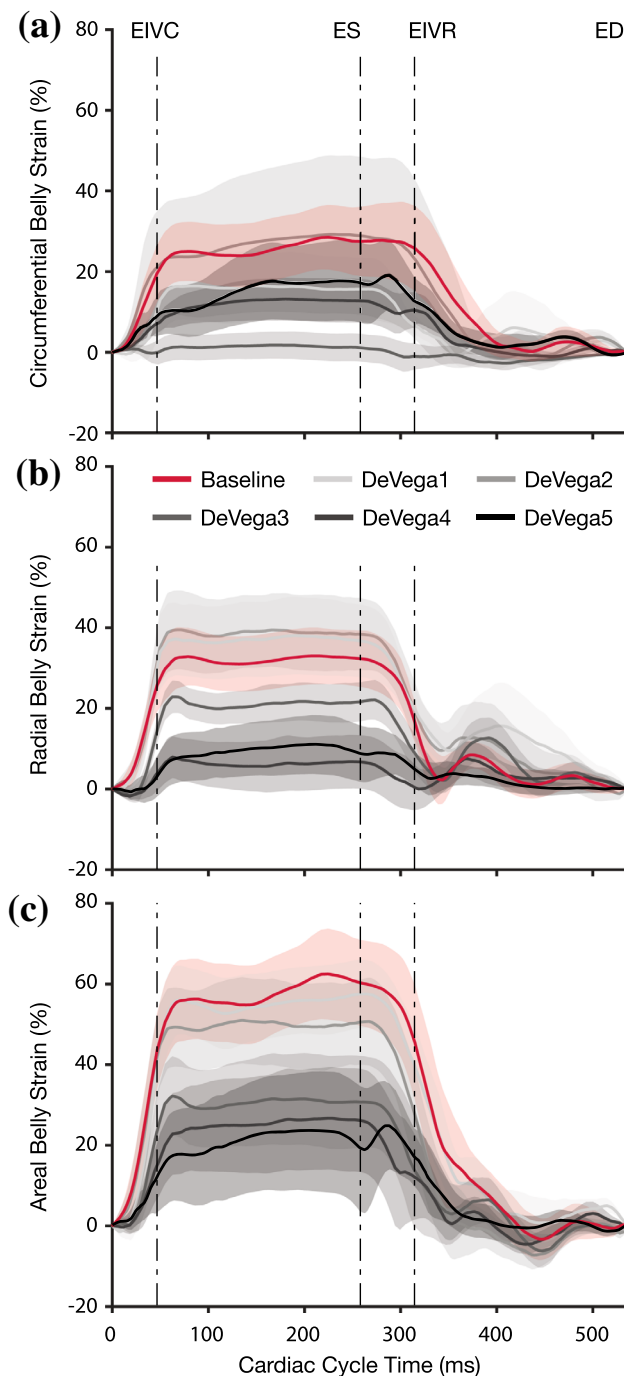 (a)
EIVC ES EIVR ED
80
60
40
20
0
-20
Circumferential Belly Strain (%)
(b)
80
60
40
20
0
-20
Radial Belly Strain (%)
Baseline DeVega1 DeVega2
DeVega3 DeVega4 DeVega5
(c)
80
60
40
20
0
-20
Areal Belly Strain (%)
0 100 200 300 400 500
Cardiac Cycle Time (ms)